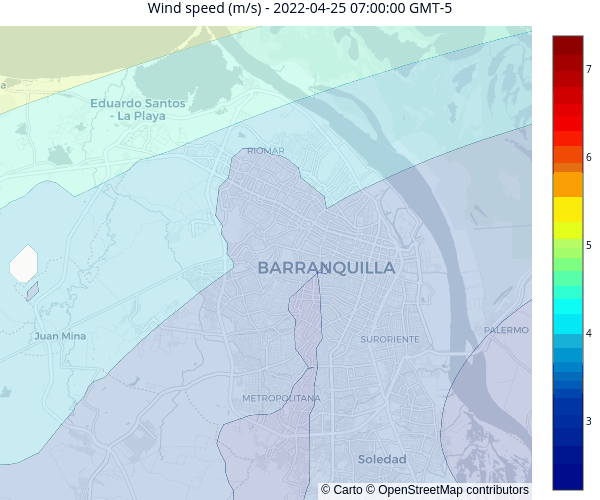 Wind speed (m/s) - 2022-04-25 07:00:00 GMT-5
7
a
Eduardo Santos
- La Playa
RIOMAR
6
5
BARRANQUILLA
Juan Mina
SURORIENTE
PALERMO
4
METROPOLITANA
3
Soledad
© Carto © OpenStreetMap contributors